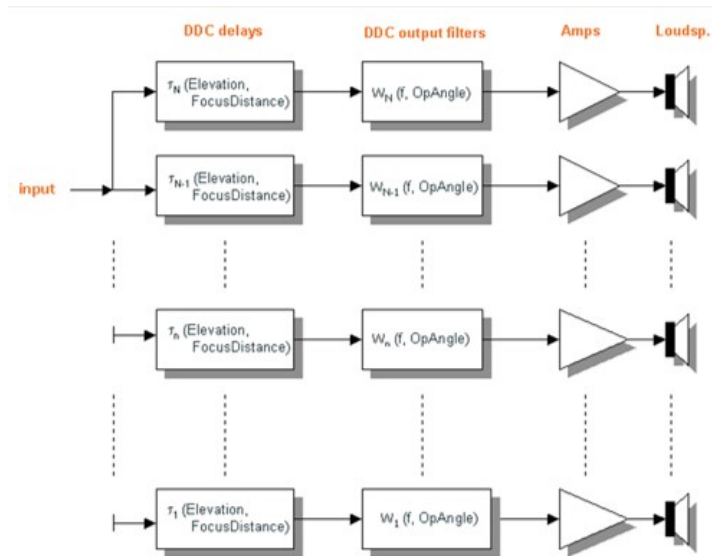 DDC delays DDC output filters Amps Loudsp.
τN (Elevation,
FocusDistance)
WN (f, OpAngle)
input
τN-1 (Elevation,
FocusDistance)
WN-1 (f, OpAngle)
τn (Elevation,
FocusDistance)
Wn (f, OpAngle)
τ1 (Elevation,
FocusDistance)
W1 (f, OpAngle)